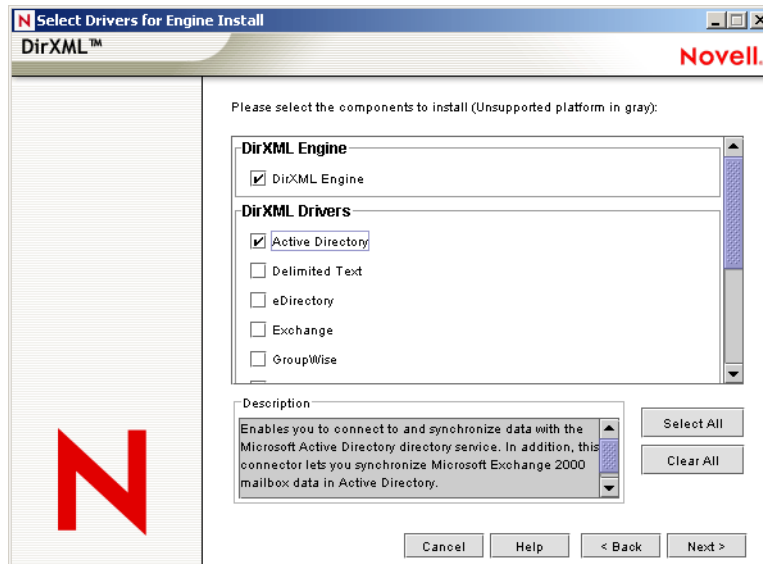 N Select Drivers for Engine Install
DirXML™
Novell.
Please select the components to install (Unsupported platform in gray):
DirXML Engine
DirXML Engine
DirXML Drivers
Active Directory
Delimited Text
eDirectory
Exchange
GroupWise
Description
Enables you to connect to and synchronize data with the
Microsoft Active Directory directory service. In addition, this
connector lets you synchronize Microsoft Exchange 2000
mailbox data in Active Directory.
Select All
Clear All
N
Cancel
Help
< Back
Next >